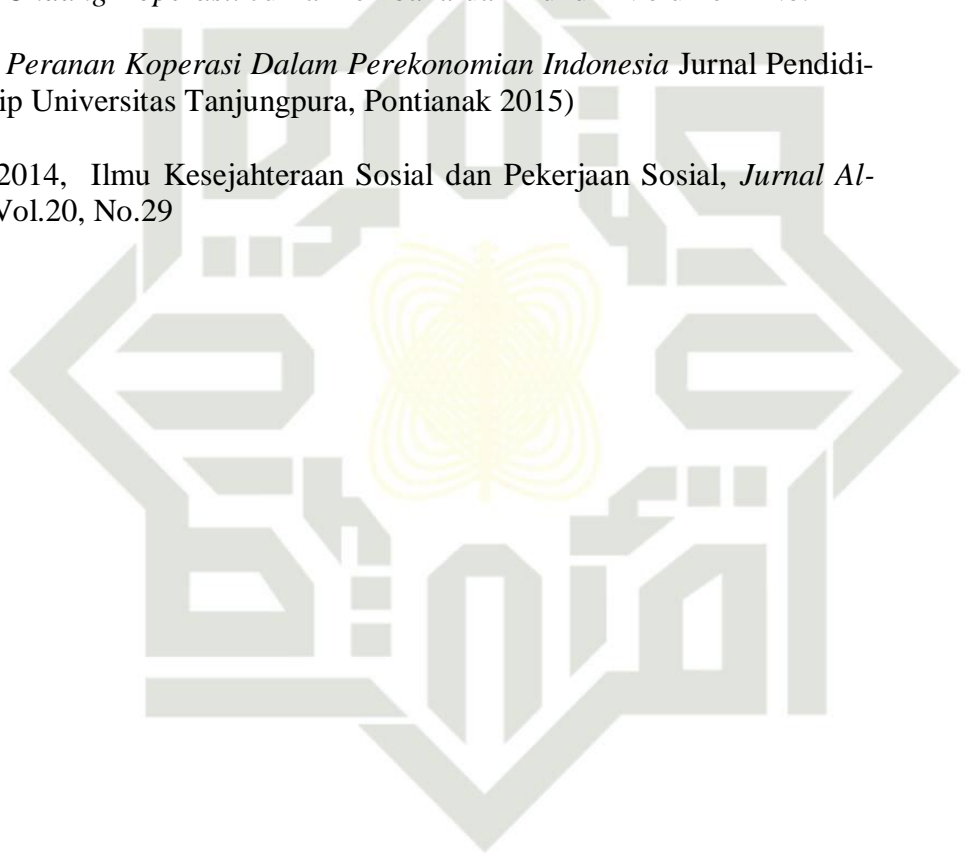 Peranan Koperasi Dalam Perekonomian Indonesia Jurnal Pendidi-
ip Universitas Tanjungpura, Pontianak 2015)
2014, Ilmu Kesejahteraan Sosial dan Pekerjaan Sosial, Jurnal Al-
Vol.20, No.29